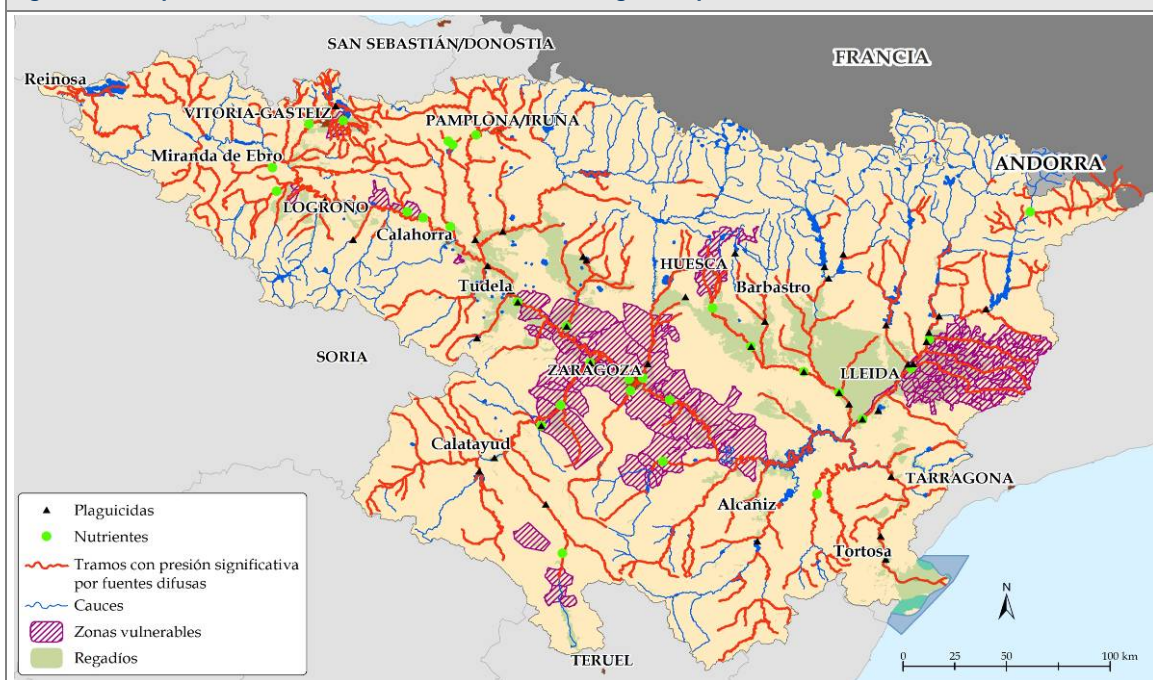 SAN SEBASTIÁN/DONOSTIA
FRANCIA
Reinosa
VITORIA-GASTEIZ
PAMPLONA/IRUÑA
Miranda de Ebro
ANDORRA
LOGROÑO
Calahorra
HUESCA
Barbastro
Tudela
SORIA
ZARAGOZA
LLEIDA
Calatayud
TARRAGONA
Alcañiz
Tortosa
TERUEL
Plaguicidas
Nutrientes
Tramos con presión significativa
por fuentes difusas
Cauces
Zonas vulnerables
Regadíos
N
0 25 50 100 km